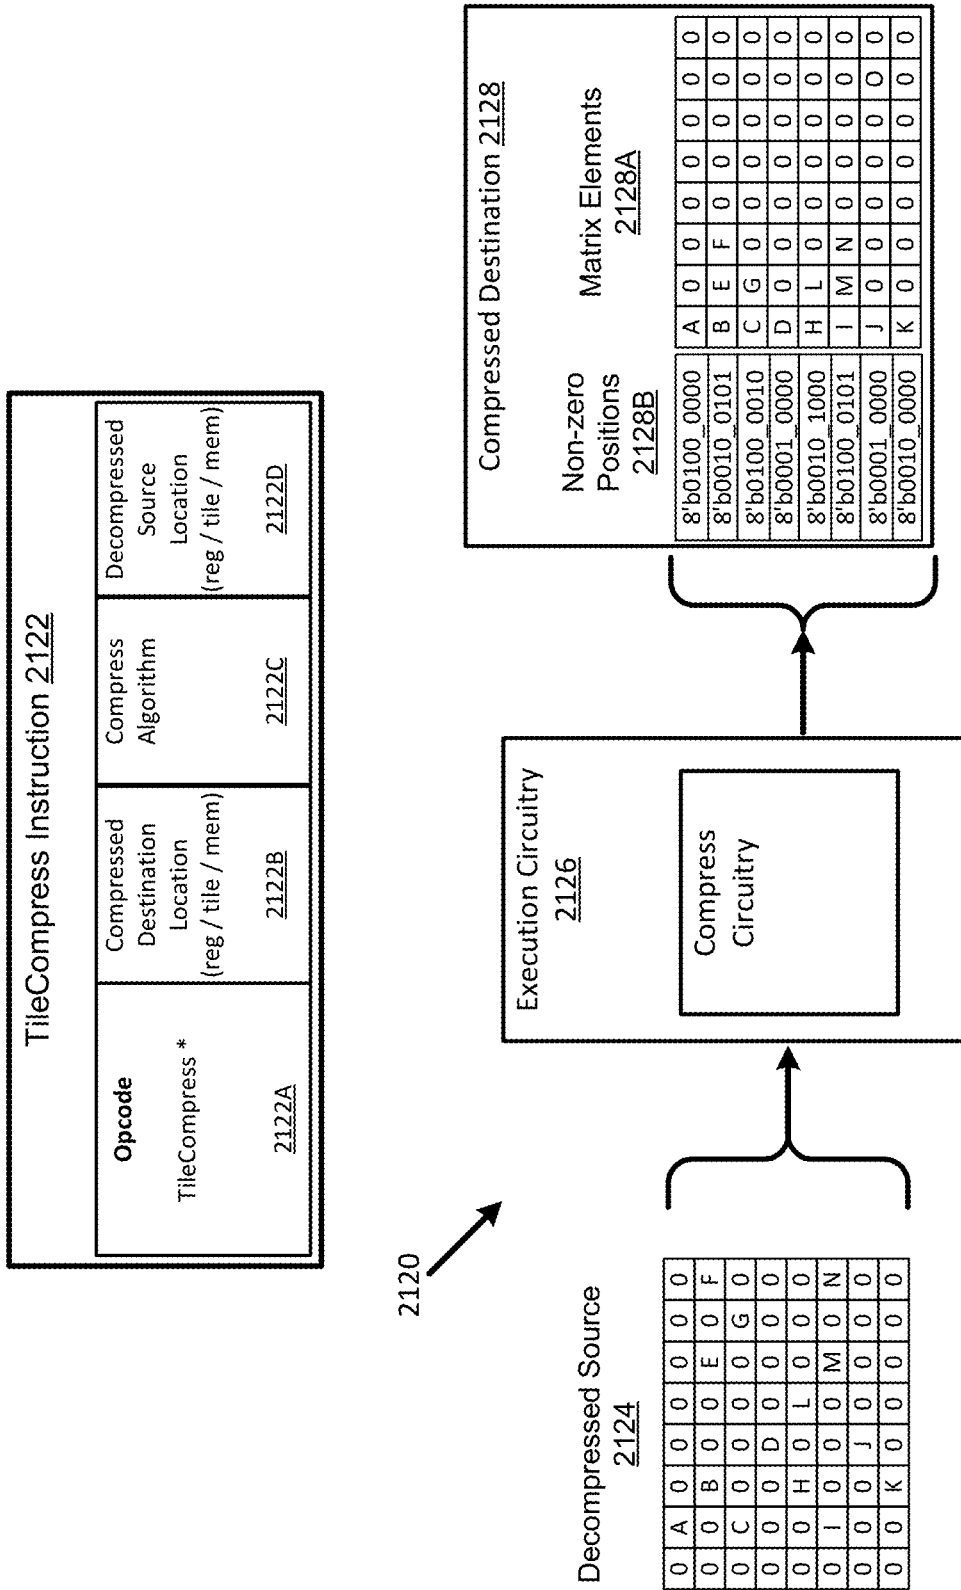 TileCompress Instruction 2122
Opcode
TileCompress *
2122A
Compressed
Destination
Location
(reg / tile / mem)
2122B
Compress
Algorithm
2122C
Decompressed
Source
Location
(reg / tile / mem)
2122D
2120
Decompressed Source
2124
0 A 0 0 0 0 0 0
0 0 B 0 0 E 0 F
0 C 0 0 0 0 G 0
0 0 0 D 0 0 0 0
0 0 H 0 L 0 0 0
0 I 0 0 0 M 0 N
0 0 0 J 0 0 0 0
0 0 K 0 0 0 0 0
Execution Circuitry
2126
Compress
Circuitry
Compressed Destination 2128
Non-zero
Positions
2128B
Matrix Elements
2128A
8'b0100_0000 A 0 0 0 0 0 0 0
8'b0010_0101 B E F 0 0 0 0 0
8'b0100_0010 C G 0 0 0 0 0 0
8'b0001_0000 D 0 0 0 0 0 0 0
8'b0010_1000 H L 0 0 0 0 0 0
8'b0100_0101 I M N 0 0 0 0 0
8'b0001_0000 J 0 0 0 0 0 O 0
8'b0010_0000 K 0 0 0 0 0 0 0